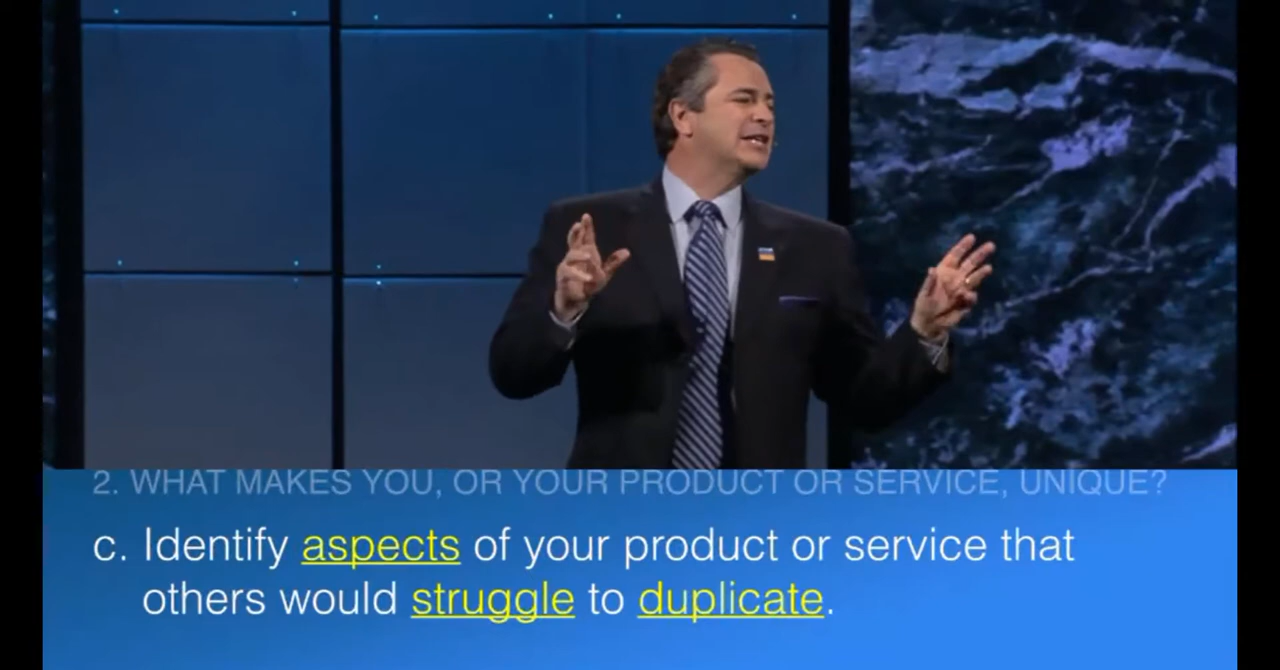 2. WHAT MAKES YOU, OR YOUR PRODUCT OR SERVICE, UNIQUE?
c. Identify aspects of your product or service that
others would struggle to duplicate.